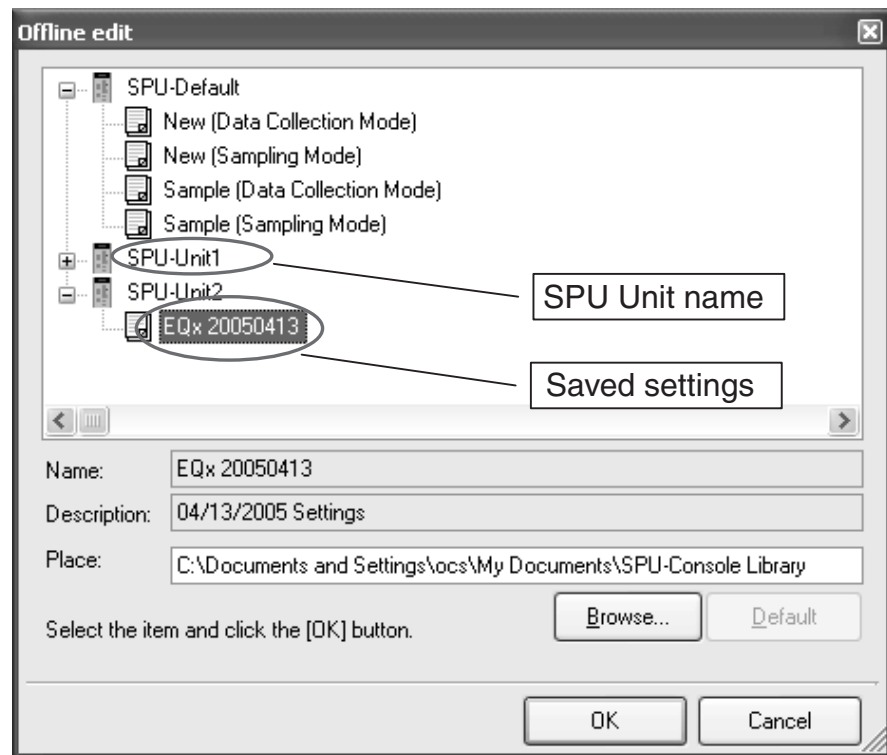 Offline edit
SPU-Default
New (Data Collection Mode)
New (Sampling Mode)
Sample (Data Collection Mode)
Sample (Sampling Mode)
SPU-Unit1
SPU Unit name
SPU-Unit2
EQx 20050413
Saved settings
Name: EQx 20050413
Description: 04/13/2005 Settings
Place: C:\Documents and Settings\ocs\My Documents\SPU-Console Library
Select the item and click the [OK] button.
Browse... Default
OK Cancel